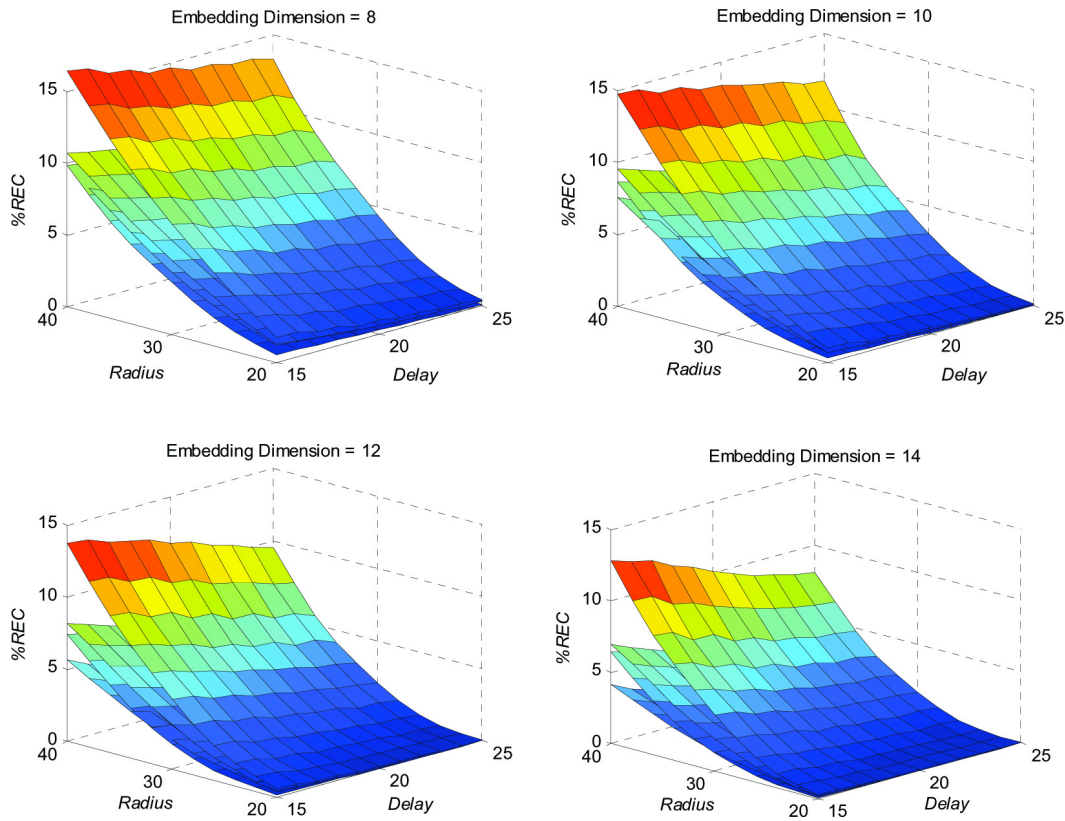 Embedding Dimension = 8
15
10
5
0
%REC
40
30
20
Radius
15
20
25
Delay
Embedding Dimension = 10
15
10
5
0
%REC
40
30
20
Radius
15
20
25
Delay
Embedding Dimension = 12
15
10
5
0
%REC
40
30
20
Radius
15
20
25
Delay
Embedding Dimension = 14
15
10
5
0
%REC
40
30
20
Radius
15
20
25
Delay